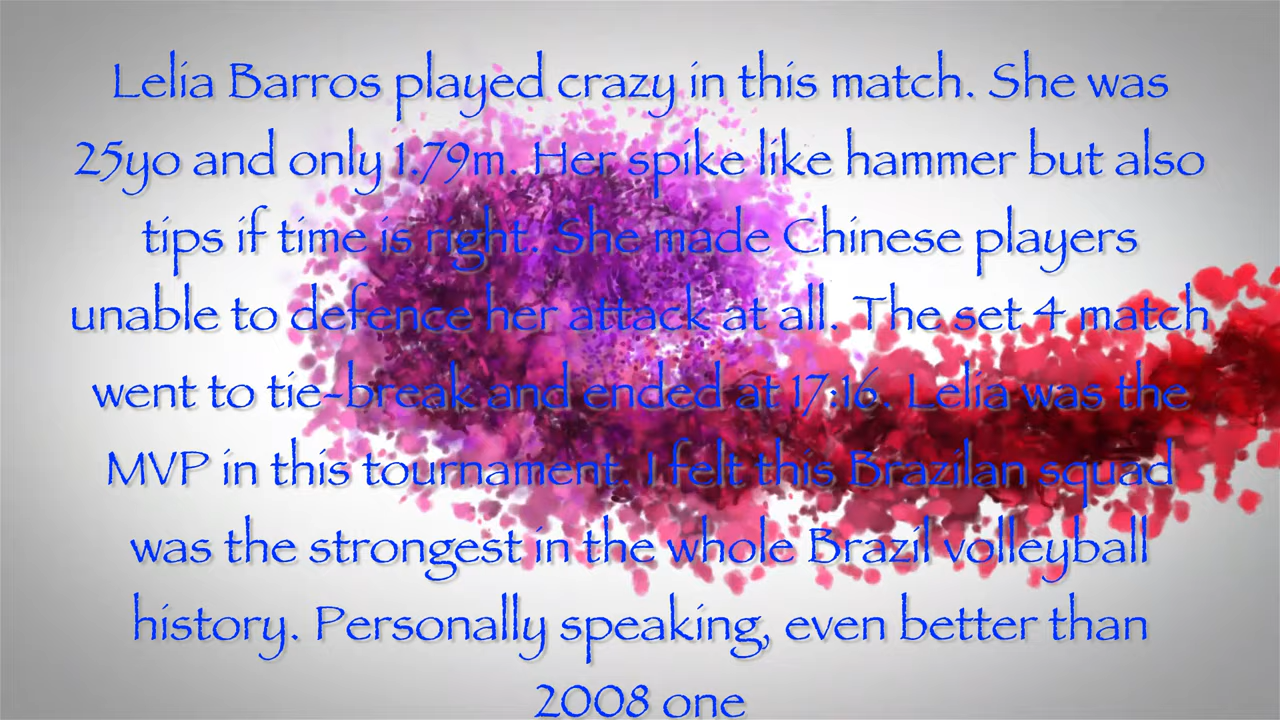 Lelia Barros played crazy in this match. She was
25yo and only 1.79m. Her spike like hammer but also
tips if time is right. She made Chinese players
unable to defence her attack at all. The set 4 match
went to tie-break and ended at 17:16. Lelia was the
MVP in this tournament. I felt this Brazilan squad
was the strongest in the whole Brazil volleyball
history. Personally speaking, even better than
2008 one